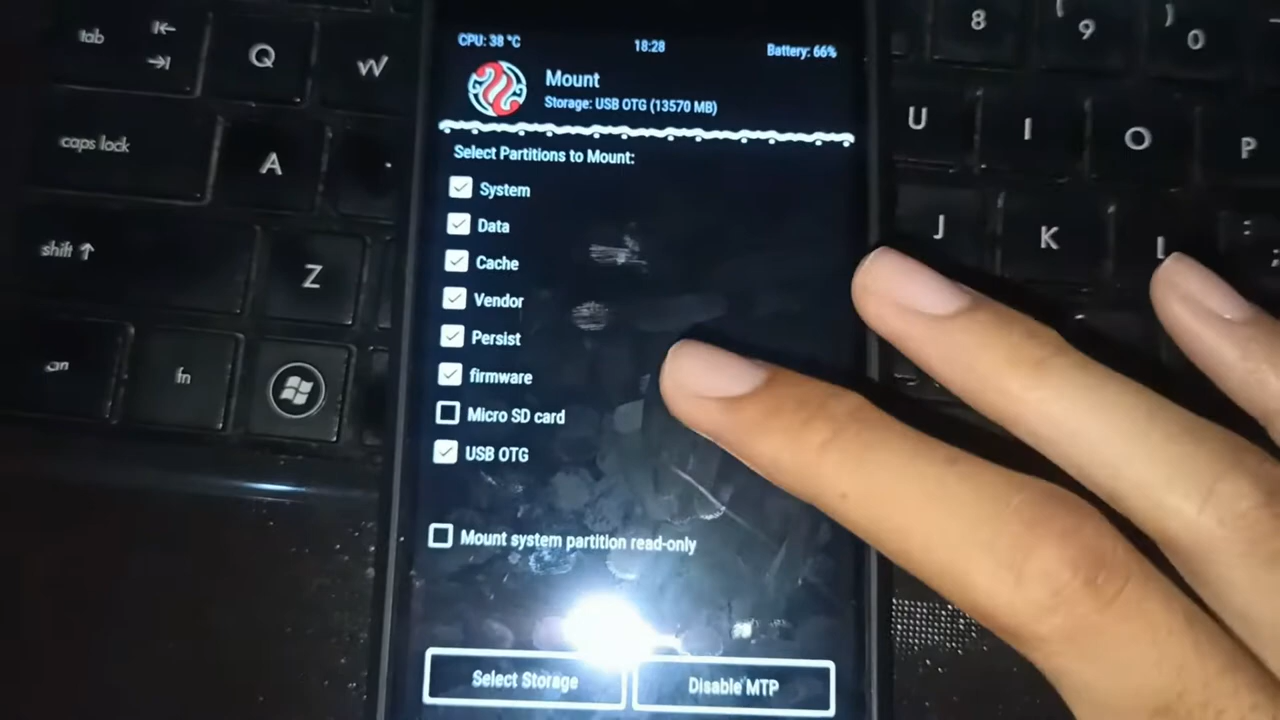 CPU: 38 °C 18:28 Battery: 66%
Mount
Storage: USB OTG (13570 MB)
Select Partitions to Mount:
System
Data
Cache
Vendor
Persist
firmware
Micro SD card
USB OTG
Mount system partition read-only
Select Storage Disable MTP
tab Q W
caps lock A
shift Z
fn
8 ( 9 ) 0
U I O P
J K L : ;